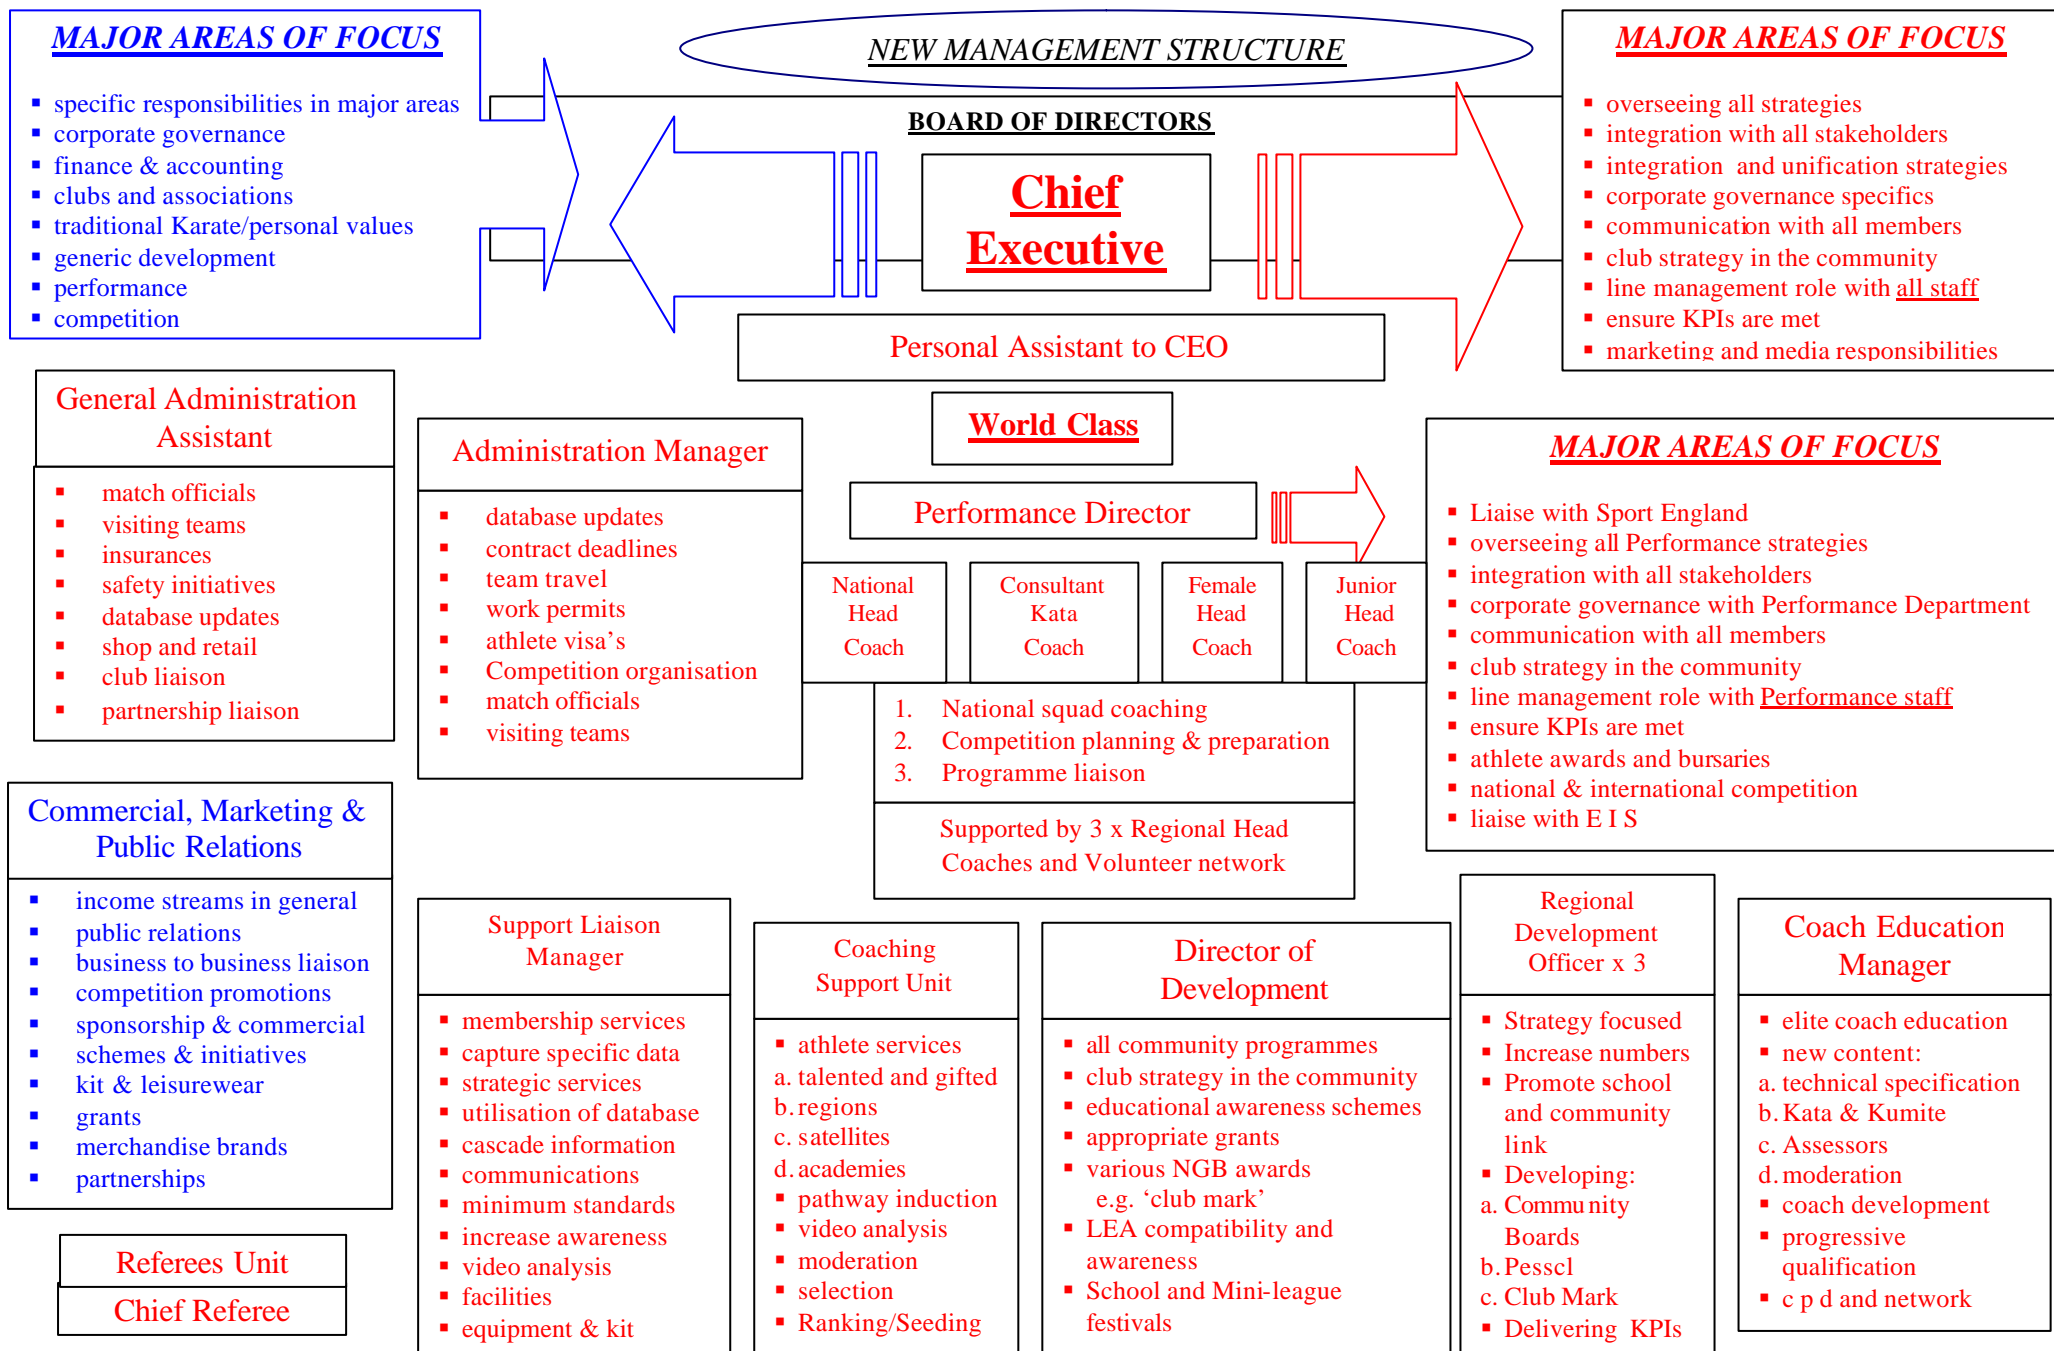 MAJOR AREAS OF FOCUS
▪ specific responsibilities in major areas
▪ corporate governance
▪ finance & accounting
▪ clubs and associations
▪ traditional Karate/personal values
▪ generic development
▪ performance
▪ competition
NEW MANAGEMENT STRUCTURE
BOARD OF DIRECTORS
Chief
Executive
Personal Assistant to CEO
MAJOR AREAS OF FOCUS
▪ overseeing all strategies
▪ integration with all stakeholders
▪ integration and unification strategies
▪ corporate governance specifics
▪ communication with all members
▪ club strategy in the community
▪ line management role with all staff
▪ ensure KPIs are met
▪ marketing and media responsibilities
General Administration
Assistant
▪ match officials
▪ visiting teams
▪ insurances
▪ safety initiatives
▪ database updates
▪ shop and retail
▪ club liaison
▪ partnership liaison
Administration Manager
▪ database updates
▪ contract deadlines
▪ team travel
▪ work permits
▪ athlete visa’s
▪ Competition organisation
▪ match officials
▪ visiting teams
World Class
Performance Director
National
Head
Coach
Consultant
Kata
Coach
Female
Head
Coach
Junior
Head
Coach
1. National squad coaching
2. Competition planning & preparation
3. Programme liaison
Supported by 3 x Regional Head
Coaches and Volunteer network
MAJOR AREAS OF FOCUS
▪ Liaise with Sport England
▪ overseeing all Performance strategies
▪ integration with all stakeholders
▪ corporate governance with Performance Department
▪ communication with all members
▪ club strategy in the community
▪ line management role with Performance staff
▪ ensure KPIs are met
▪ athlete awards and bursaries
▪ national & international competition
▪ liaise with E I S
Commercial, Marketing &
Public Relations
▪ income streams in general
▪ public relations
▪ business to business liaison
▪ competition promotions
▪ sponsorship & commercial
▪ schemes & initiatives
▪ kit & leisurewear
▪ grants
▪ merchandise brands
▪ partnerships
Referees Unit
Chief Referee
Support Liaison
Manager
▪ membership services
▪ capture specific data
▪ strategic services
▪ utilisation of database
▪ cascade information
▪ communications
▪ minimum standards
▪ increase awareness
▪ video analysis
▪ facilities
▪ equipment & kit
Coaching
Support Unit
▪ athlete services
a. talented and gifted
b. regions
c. satellites
d. academies
▪ pathway induction
▪ video analysis
▪ moderation
▪ selection
▪ Ranking/Seeding
Director of
Development
▪ all community programmes
▪ club strategy in the community
▪ educational awareness schemes
▪ appropriate grants
▪ various NGB awards
e.g. ‘club mark’
▪ LEA compatibility and
awareness
▪ School and Mini-league
festivals
Regional
Development
Officer x 3
▪ Strategy focused
▪ Increase numbers
▪ Promote school
and community
link
▪ Developing:
a. Community
Boards
b. Pesscl
c. Club Mark
▪ Delivering KPIs
Coach Education
Manager
▪ elite coach education
▪ new content:
a. technical specification
b. Kata & Kumite
c. Assessors
d. moderation
▪ coach development
▪ progressive
qualification
▪ c p d and network